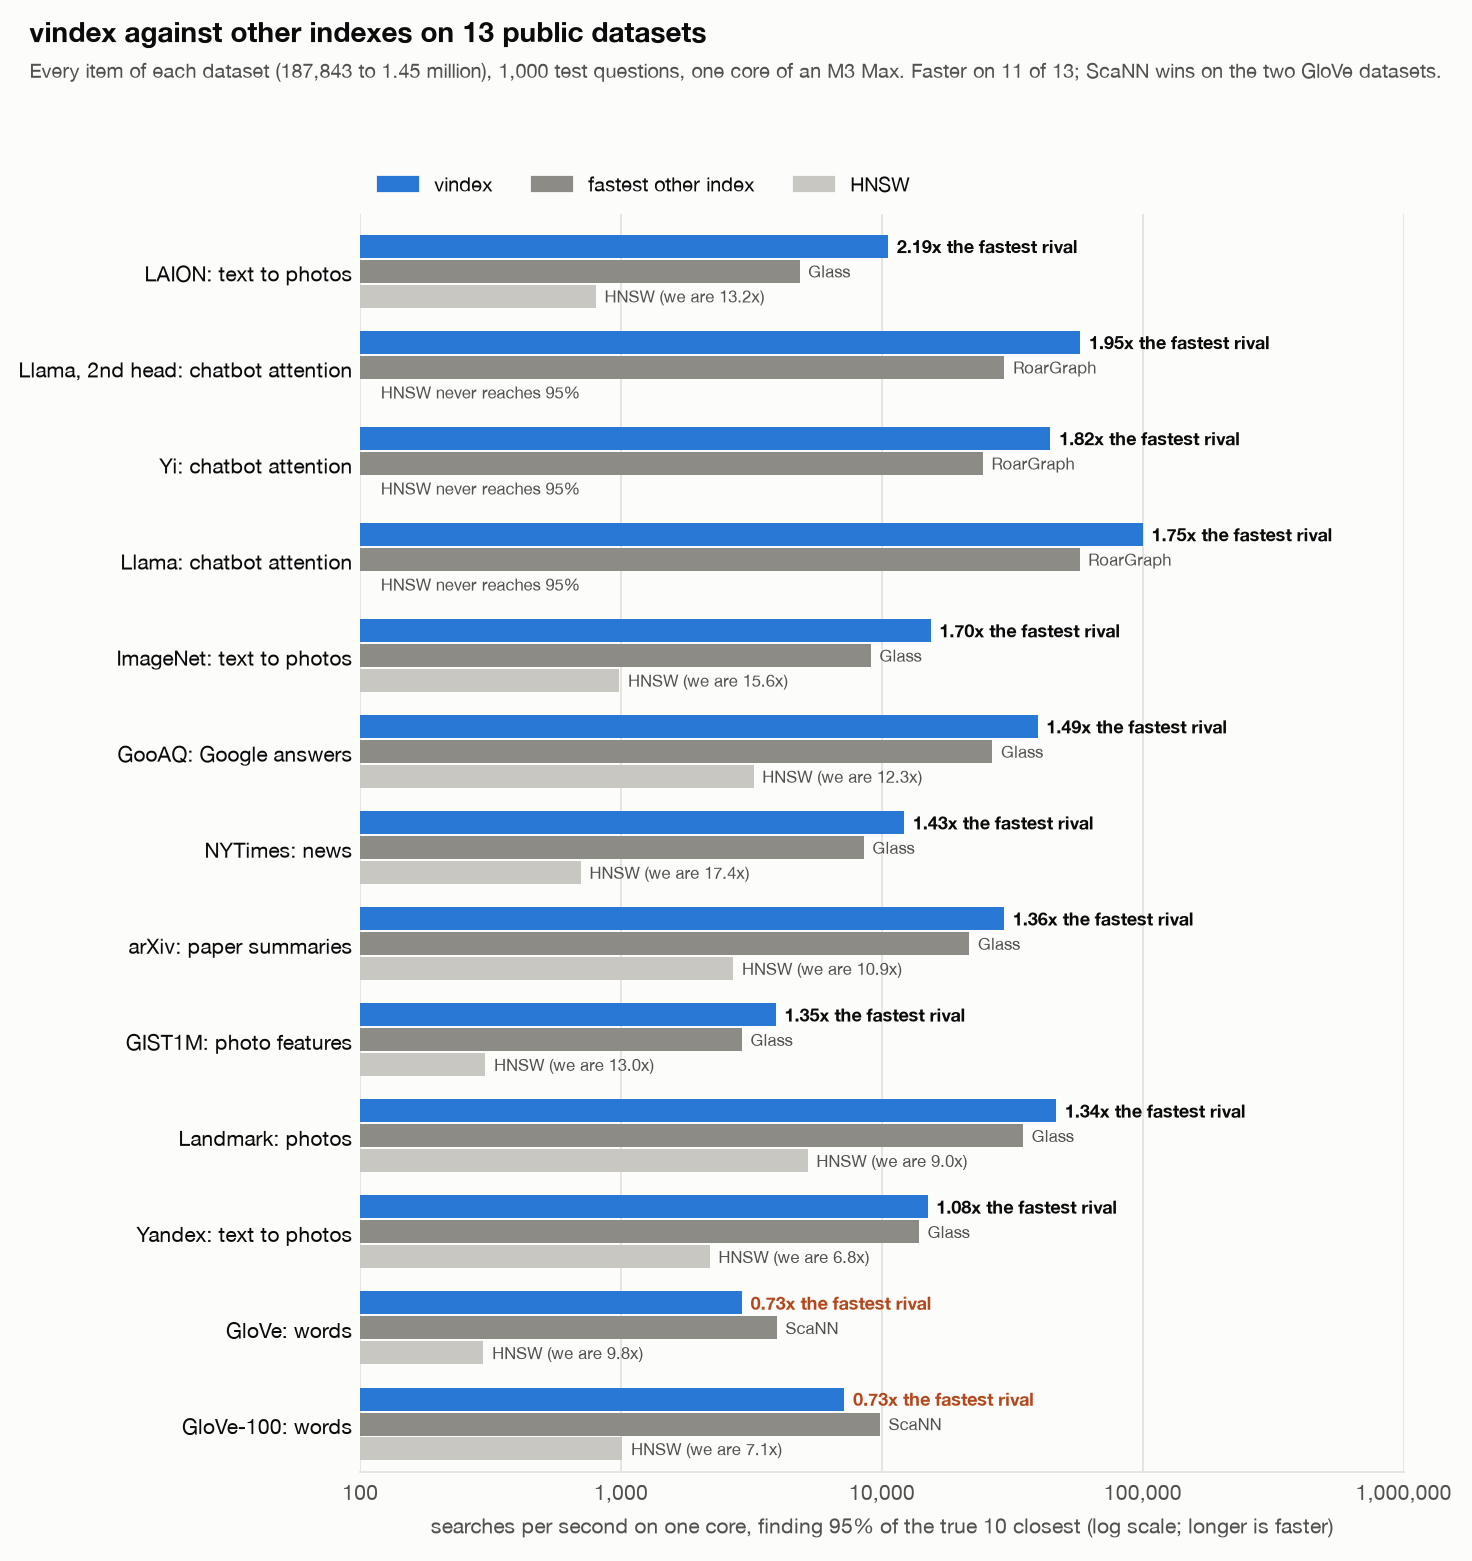 vindex against other indexes on 13 public datasets
Every item of each dataset (187,843 to 1.45 million), 1,000 test questions, one core of an M3 Max. Faster on 11 of 13; ScaNN wins on the two GloVe datasets.
vindex
fastest other index
HNSW
LAION: text to photos
2.19x the fastest rival
Glass
HNSW (we are 13.2x)
Llama, 2nd head: chatbot attention
1.95x the fastest rival
RoarGraph
HNSW never reaches 95%
Yi: chatbot attention
1.82x the fastest rival
RoarGraph
HNSW never reaches 95%
Llama: chatbot attention
1.75x the fastest rival
RoarGraph
HNSW never reaches 95%
ImageNet: text to photos
1.70x the fastest rival
Glass
HNSW (we are 15.6x)
GooAQ: Google answers
1.49x the fastest rival
Glass
HNSW (we are 12.3x)
NYTimes: news
1.43x the fastest rival
Glass
HNSW (we are 17.4x)
arXiv: paper summaries
1.36x the fastest rival
Glass
HNSW (we are 10.9x)
GIST1M: photo features
1.35x the fastest rival
Glass
HNSW (we are 13.0x)
Landmark: photos
1.34x the fastest rival
Glass
HNSW (we are 9.0x)
Yandex: text to photos
1.08x the fastest rival
Glass
HNSW (we are 6.8x)
GloVe: words
0.73x the fastest rival
ScaNN
HNSW (we are 9.8x)
GloVe-100: words
0.73x the fastest rival
ScaNN
HNSW (we are 7.1x)
100
1,000
10,000
100,000
1,000,000
searches per second on one core, finding 95% of the true 10 closest (log scale; longer is faster)